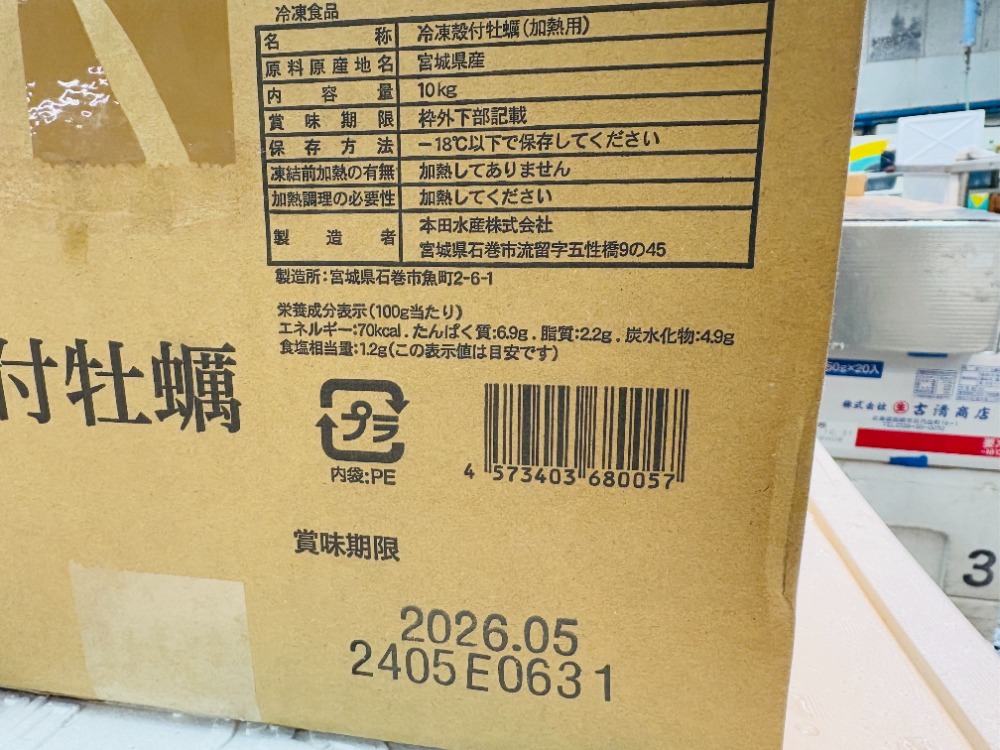 冷凍食品
名称 冷凍殻付牡蠣(加熱用)
原料原産地名 宮城県産
内容量 10kg
賞味期限 枠外下部記載
保存方法 -18℃以下で保存してください
凍結前加熱の有無 加熱してありません
加熱調理の必要性 加熱してください
製造者 本田水産株式会社
宮城県石巻市流留字五性橋9の45
製造所:宮城県石巻市魚町2-6-1
栄養成分表示(100g当たり)
エネルギー:70kcal. たんぱく質:6.9g. 脂質:2.2g. 炭水化物:4.9g
食塩相当量:1.2g(この表示値は目安です)
付牡蠣
プラ
内袋:PE
4 573403 680057
賞味期限
2026.05
2405E0631
50g×20入
株式会社 吉清商店
3